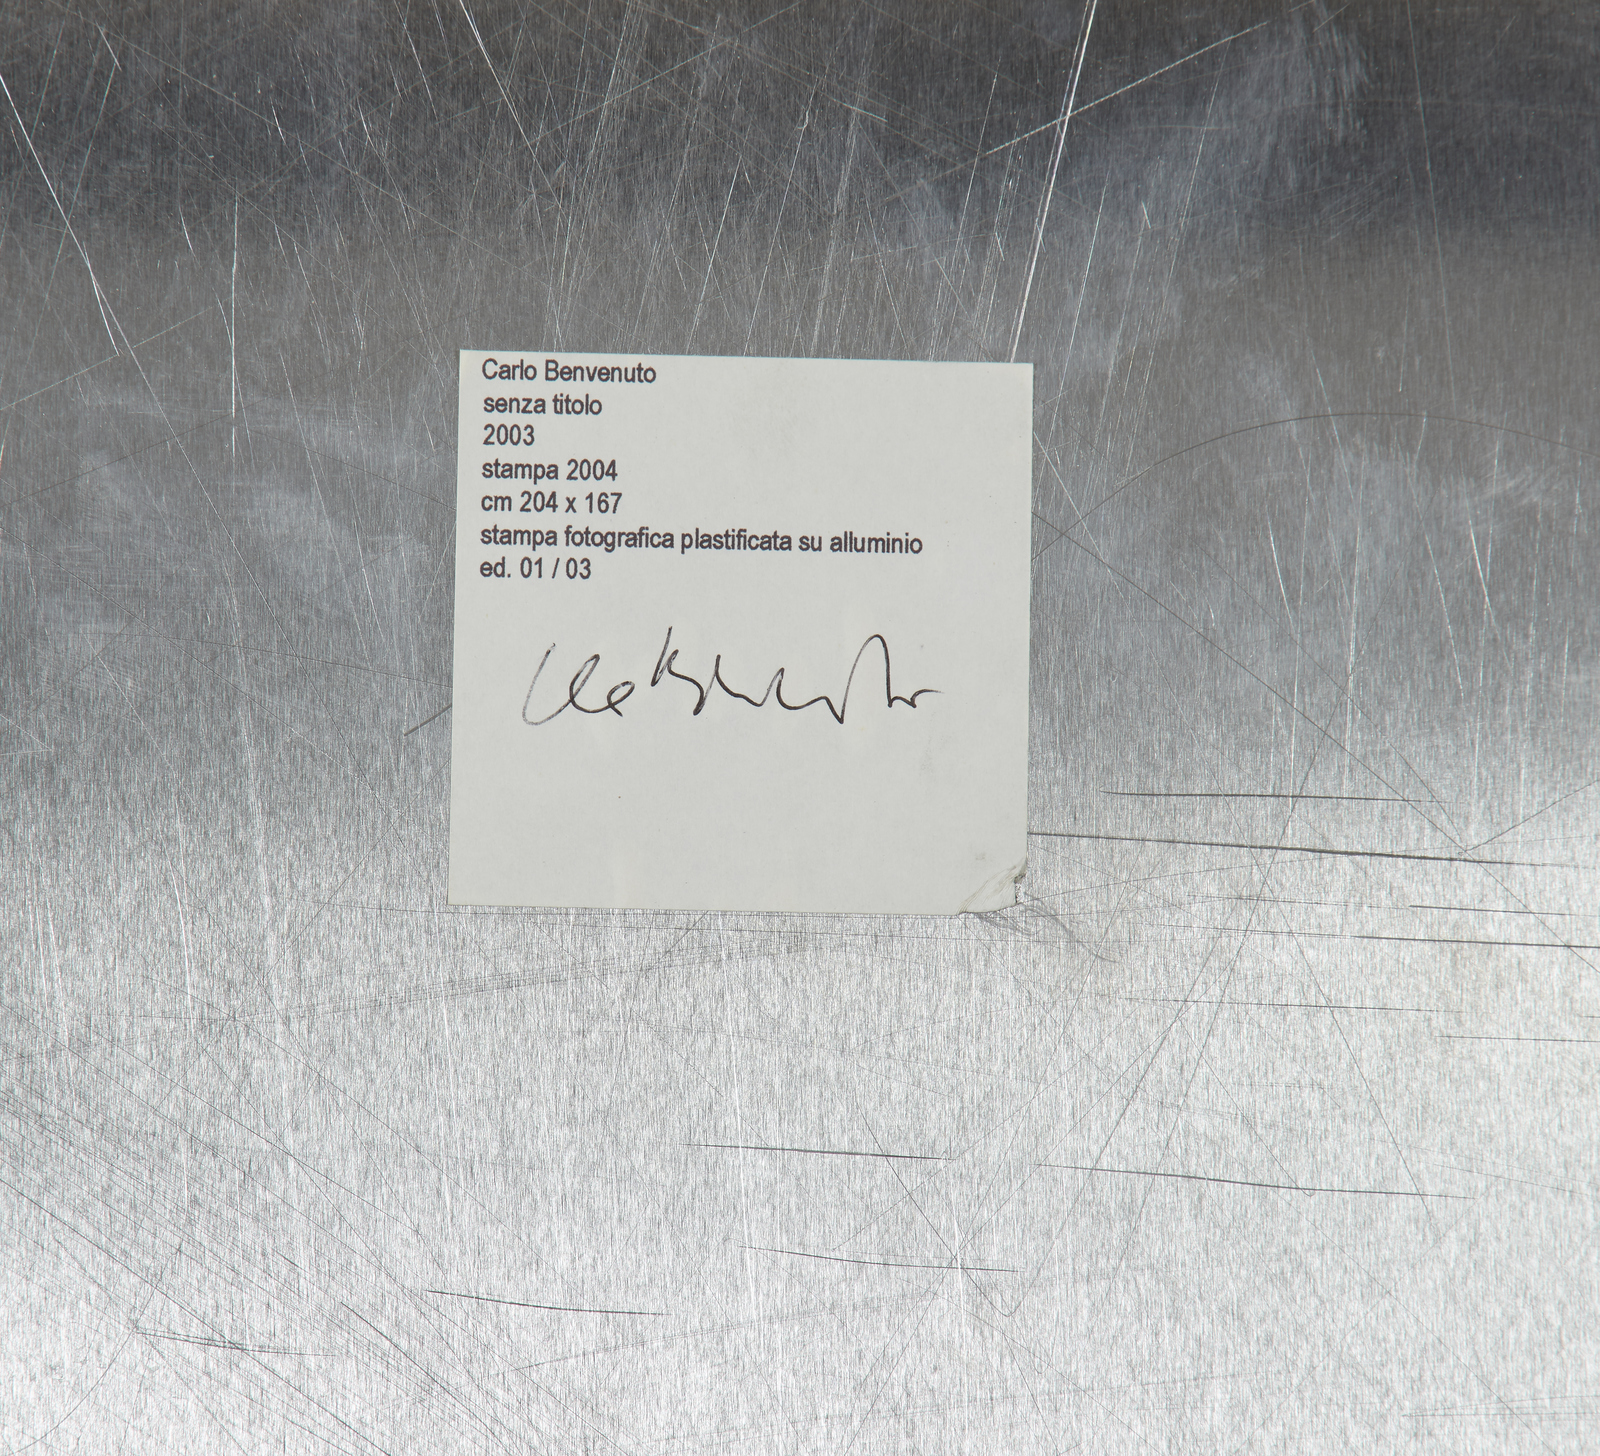 Carlo Benvenuto
senza titolo
2003
stampa 2004
cm 204 x 167
stampa fotografica plastificata su alluminio
ed. 01 / 03